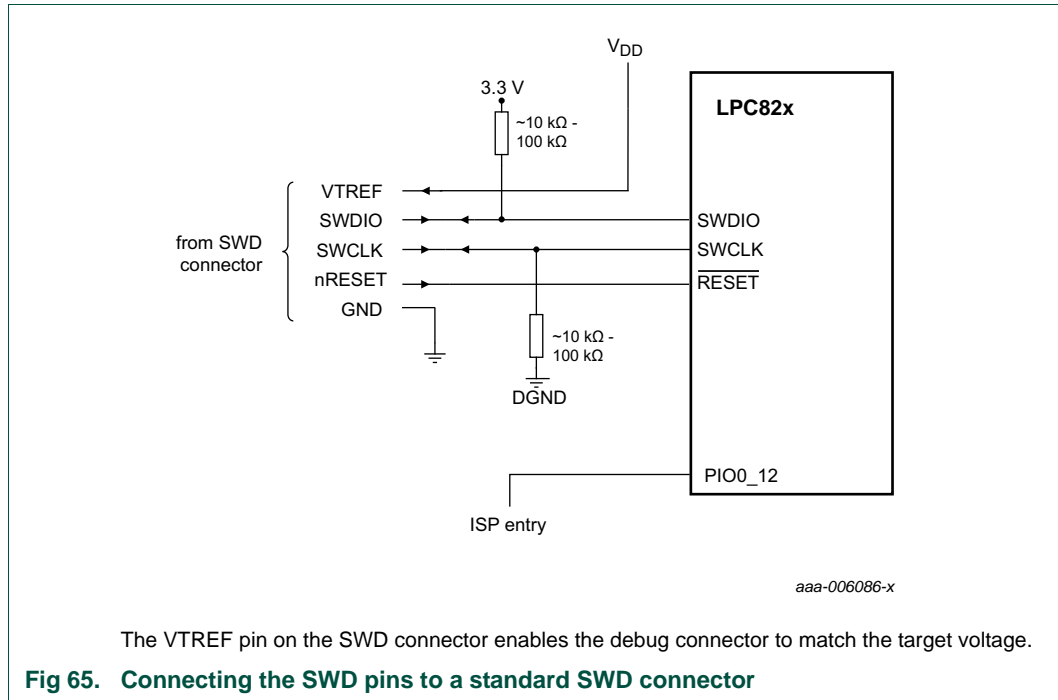 VDD
3.3 V
~10 kΩ -
100 kΩ
LPC82x
VTREF
SWDIO
SWCLK
nRESET
GND
from SWD
connector
SWDIO
SWCLK
RESET
~10 kΩ -
100 kΩ
DGND
PIO0_12
ISP entry
aaa-006086-x
The VTREF pin on the SWD connector enables the debug connector to match the target voltage.
Fig 65. Connecting the SWD pins to a standard SWD connector